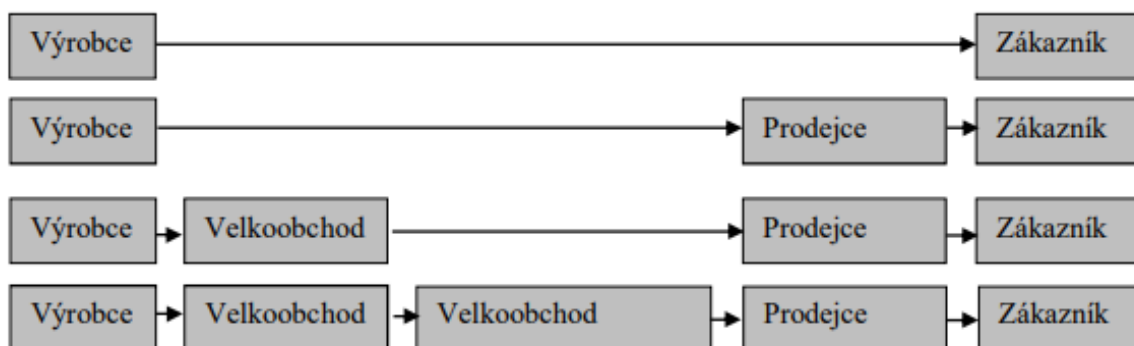 Výrobce Zákazník
Výrobce Prodejce Zákazník
Výrobce Velkoobchod Prodejce Zákazník
Výrobce Velkoobchod Velkoobchod Prodejce Zákazník